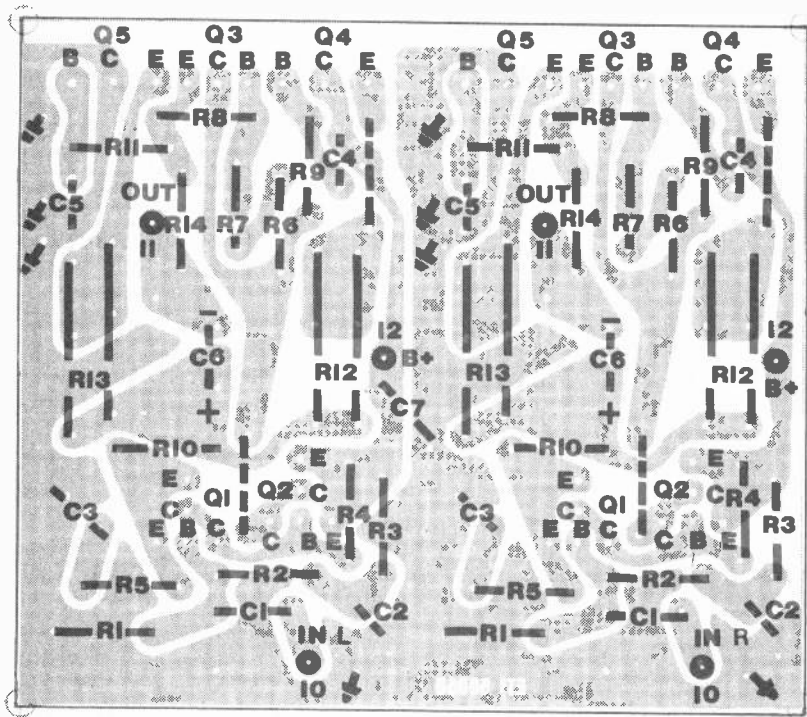 Q5 Q3 Q4 Q5 Q3 Q4
B C E E C B B C E B C E E C B B C E
R8 R8
R11 R9 C4 R11 R9 C4
OUT OUT
C5 R14 R7 R6 C5 R14 R7 R6
11 11
− 12 − 12
C6 B+ C6
R13 R12 R13 R12 B+
+ C7 +
R10 E R10 E
E E
Q1 Q2 C Q1 Q2 C R4
C3 C R4 R3 C3 C R3
E B C E B C
C B E C B E
R2 R2
R5 R5
C1 C2 C1 C2
R1 IN L R1 IN R
10 10